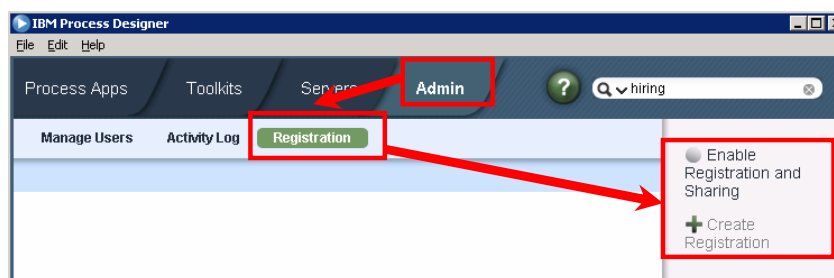 IBM Process Designer
File Edit Help
Process Apps Toolkits Servers Admin ? hiring
Manage Users Activity Log Registration
Enable
Registration and
Sharing
Create
Registration